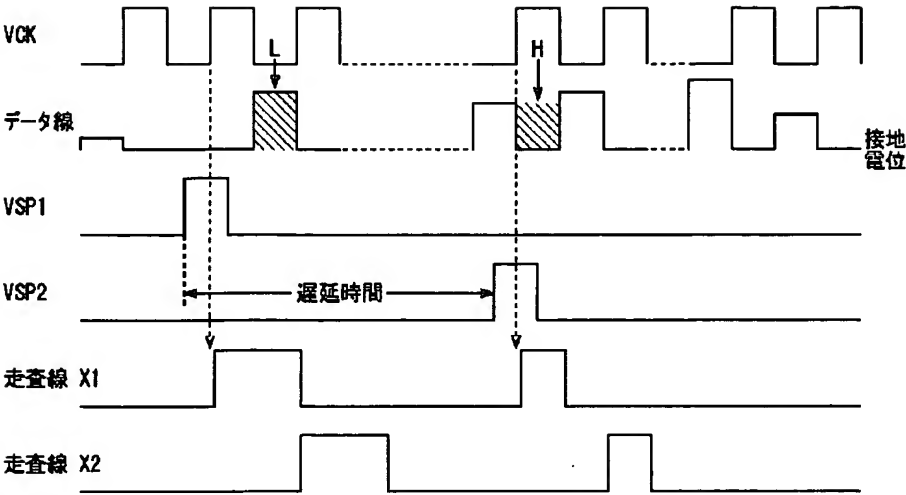 VCK
L
H
データ線
接地
電位
VSP1
VSP2
遅延時間
走査線 X1
走査線 X2